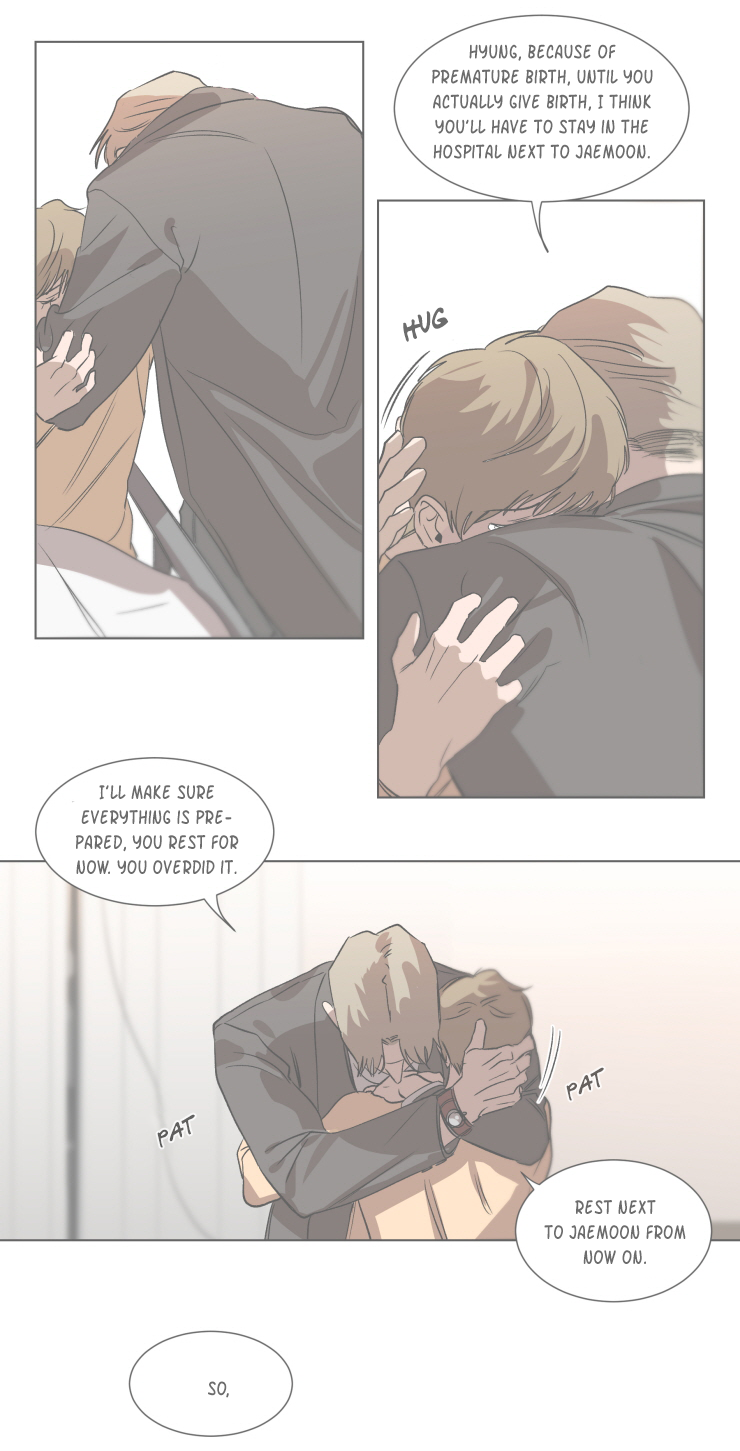 HYUNG, BECAUSE OF
PREMATURE BIRTH, UNTIL YOU
ACTUALLY GIVE BIRTH, I THINK
YOU'LL HAVE TO STAY IN THE
HOSPITAL NEXT TO JAEMOON.
HUG
I'LL MAKE SURE
EVERYTHING IS PRE-
PARED, YOU REST FOR
NOW. YOU OVERDID IT.
PAT
PAT
REST NEXT
TO JAEMOON FROM
NOW ON.
SO,